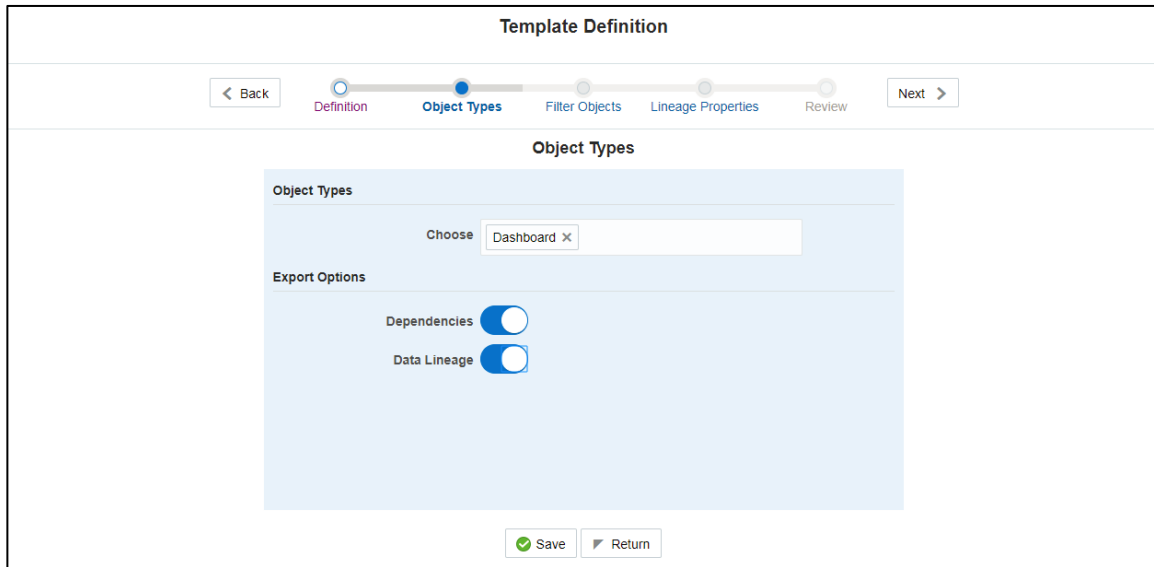 Template Definition
Back
Definition
Object Types
Filter Objects
Lineage Properties
Review
Next
Object Types
Object Types
Choose Dashboard
Export Options
Dependencies
Data Lineage
Save Return